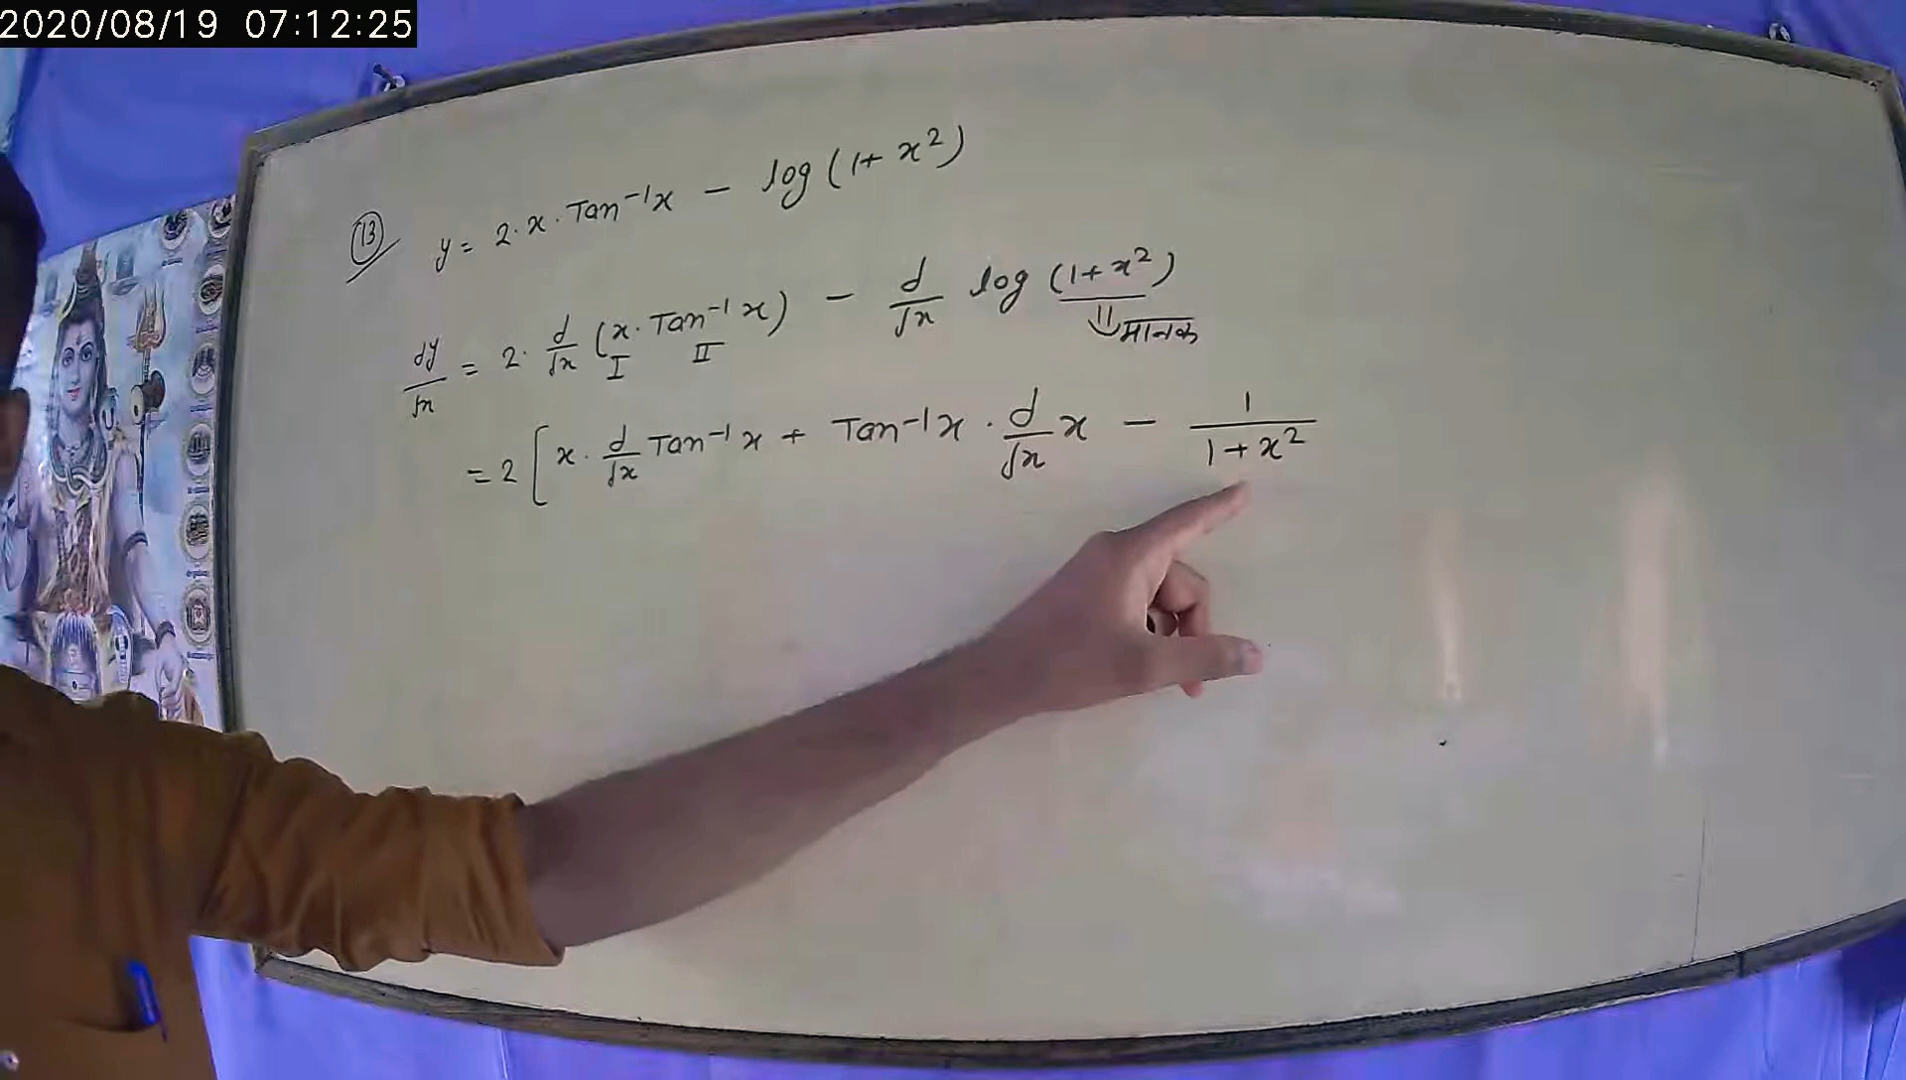 2020/08/19 07:12:25
(13) y = 2·x·Tan⁻¹x − log(1+x²)
dy/dx = 2· d/dx (x· Tan⁻¹x) − d/dx log (1+x²)
I II मानक
= 2[x· d/dx Tan⁻¹x + Tan⁻¹x · d/dx x − 1/(1+x²)